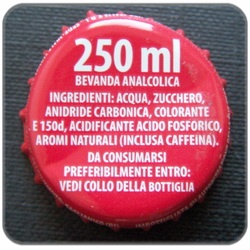 250 ml
BEVANDA ANALCOLICA
INGREDIENTI: ACQUA, ZUCCHERO,
ANIDRIDE CARBONICA, COLORANTE
E 150d, ACIDIFICANTE ACIDO FOSFORICO,
AROMI NATURALI (INCLUSA CAFFEINA).
DA CONSUMARSI
PREFERIBILMENTE ENTRO:
VEDI COLLO DELLA BOTTIGLIA